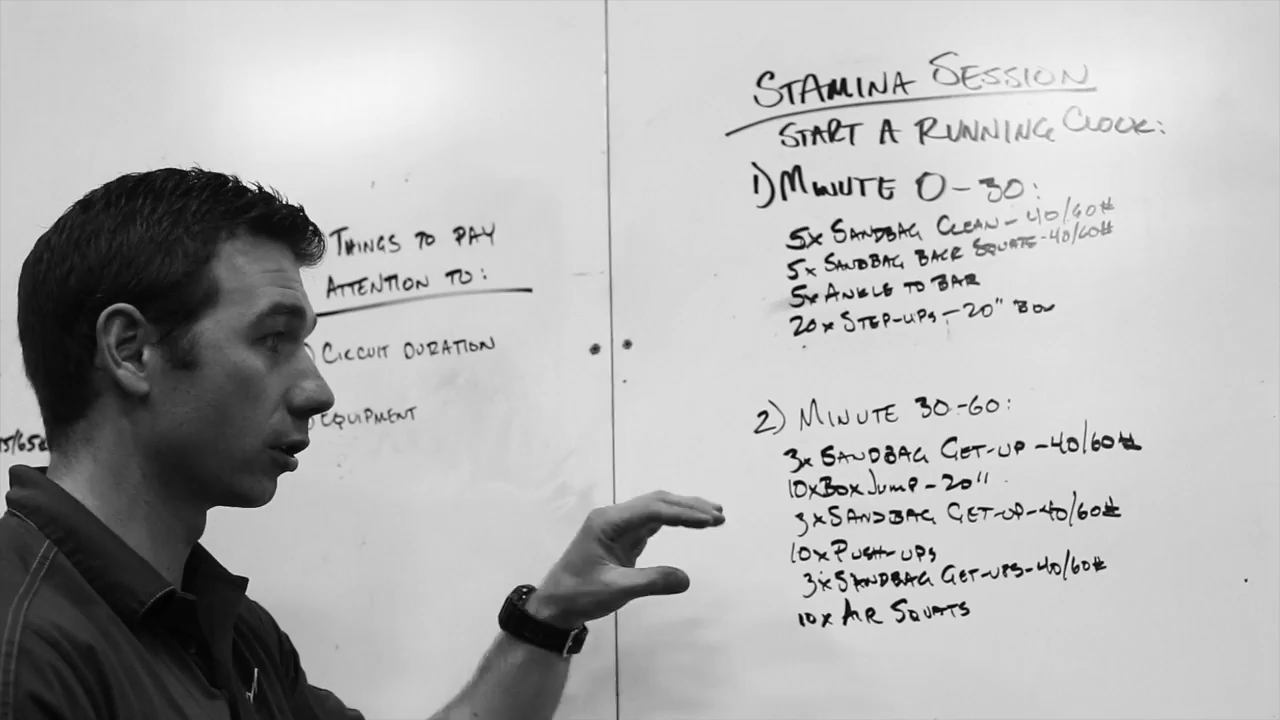 THINGS TO PAY
ATTENTION TO:
CIRCUIT DURATION
EQUIPMENT
STAMINA SESSION
START A RUNNING CLOCK:
1) MINUTE 0-30:
5x SANDBAG CLEAN - 40/60#
5x SANDBAG BACK SQUATS - 40/60#
5x ANKLE TO BAR
20x STEP-UPS - 20" BOX
2) MINUTE 30-60:
3x SANDBAG GET-UP - 40/60#
10x BOX JUMP - 20"
3x SANDBAG GET-UP - 40/60#
10x PUSH-UPS
3x SANDBAG GET-UPS - 40/60#
10x AIR SQUATS